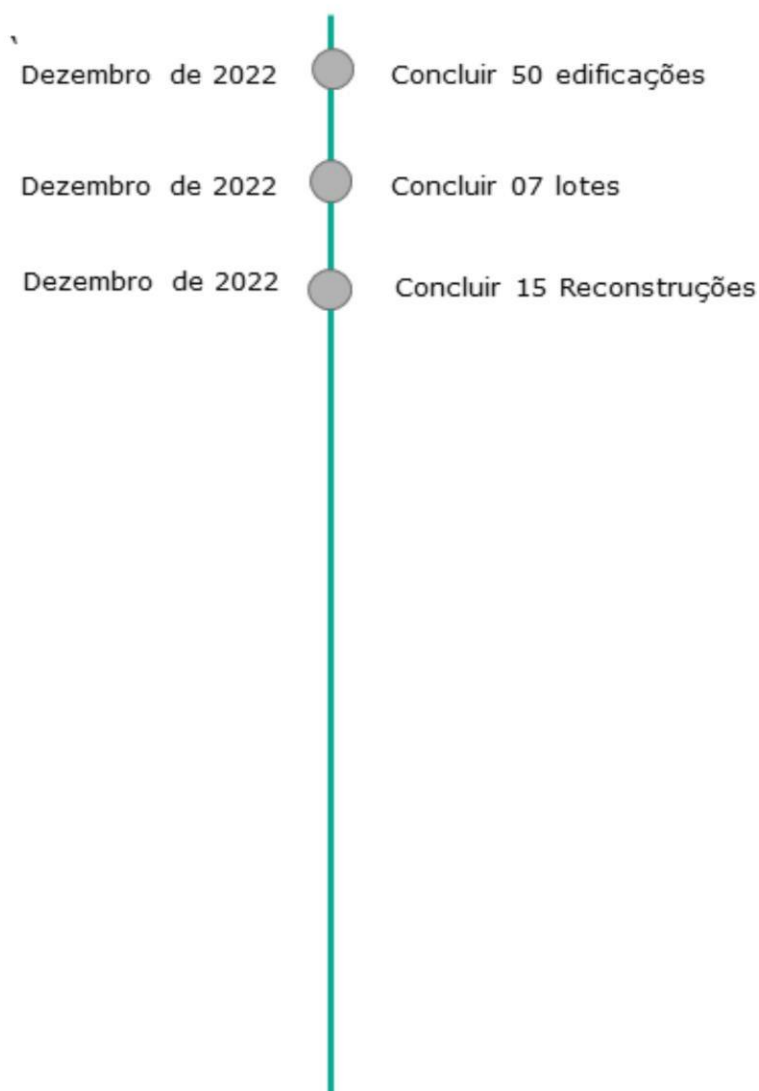 Dezembro de 2022 Concluir 50 edificações
Dezembro de 2022 Concluir 07 lotes
Dezembro de 2022 Concluir 15 Reconstruções